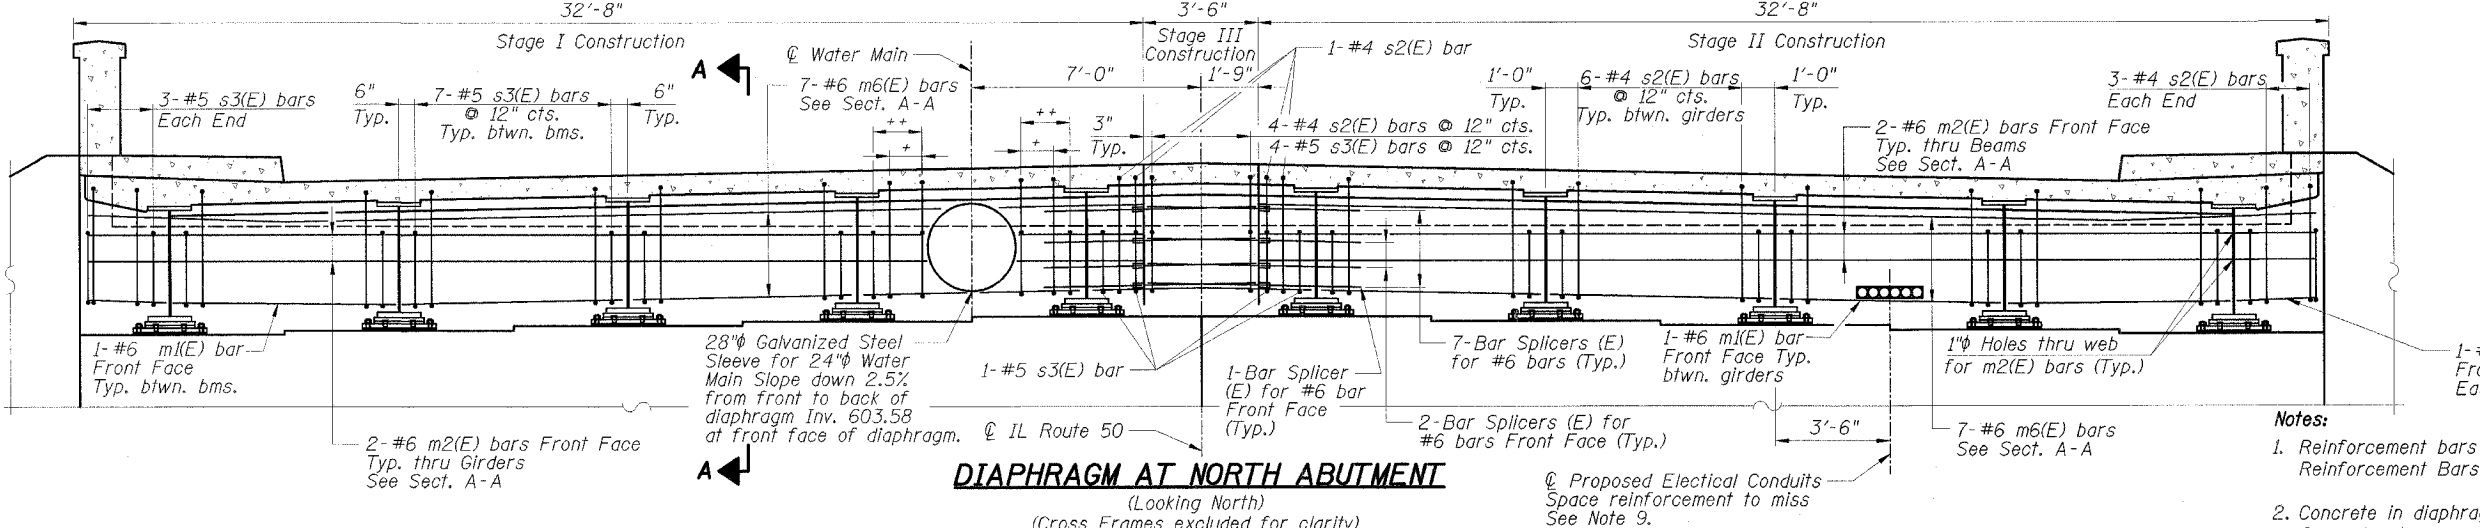 32'-8"
3'-6"
32'-8"
Stage I Construction
Stage III
Construction
Stage II Construction
℄ Water Main
1-#4 s2(E) bar
A
7'-0"
1'-9"
7-#6 m6(E) bars
See Sect. A-A
3-#5 s3(E) bars
Each End
6"
Typ.
7-#5 s3(E) bars
@ 12" cts.
Typ. btwn. bms.
6"
Typ.
++
+
++
+
3"
Typ.
4-#4 s2(E) bars @ 12" cts.
4-#5 s3(E) bars @ 12" cts.
1'-0"
Typ.
6-#4 s2(E) bars
@ 12" cts.
Typ. btwn. girders
1'-0"
Typ.
3-#4 s2(E) bars
Each End
2-#6 m2(E) bars Front Face
Typ. thru Beams
See Sect. A-A
1-#6 m1(E) bar
Front Face
Typ. btwn. bms.
28"ϕ Galvanized Steel
Sleeve for 24"ϕ Water
Main Slope down 2.5%
from front to back of
diaphragm Inv. 603.58
at front face of diaphragm.
1-#5 s3(E) bar
1-Bar Splicer
(E) for #6 bar
Front Face
(Typ.)
7-Bar Splicers (E)
for #6 bars (Typ.)
1-#6 m1(E) bar
Front Face Typ.
btwn. girders
1"ϕ Holes thru web
for m2(E) bars (Typ.)
1-#
Fro
Ea
2-#6 m2(E) bars Front Face
Typ. thru Girders
See Sect. A-A
℄ IL Route 50
2-Bar Splicers (E) for
#6 bars Front Face (Typ.)
3'-6"
7-#6 m6(E) bars
See Sect. A-A
A
DIAPHRAGM AT NORTH ABUTMENT
(Looking North)
(Cross Frames excluded for clarity)
℄ Proposed Electical Conduits
Space reinforcement to miss
See Note 9.
Notes:
1. Reinforcement bars
Reinforcement Bars
2. Concrete in diaphra